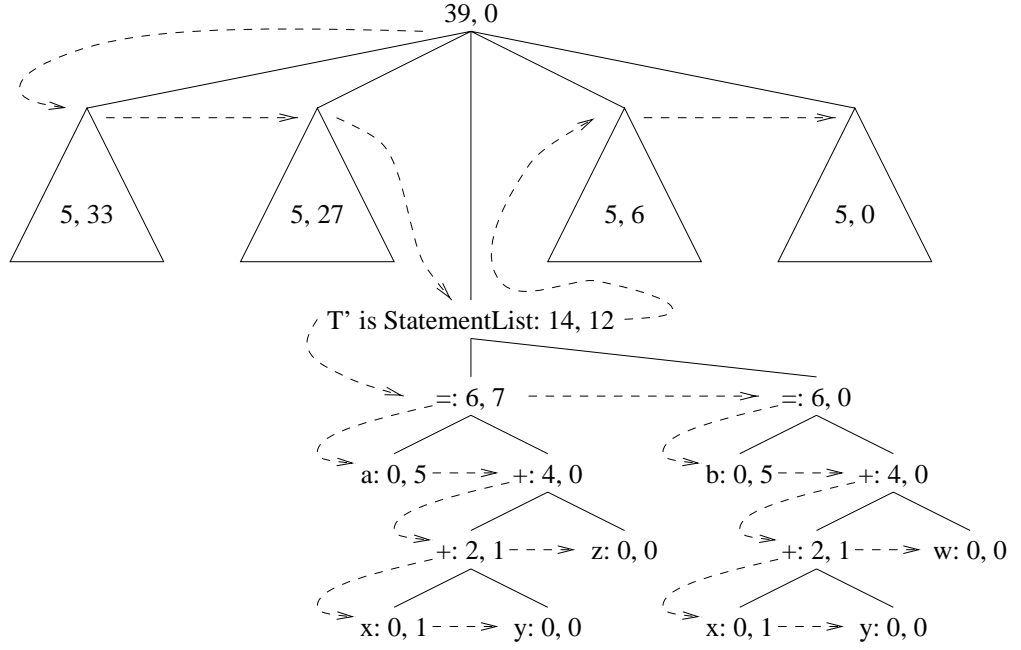 39, 0
5, 33 5, 27 5, 6 5, 0
T’ is StatementList: 14, 12
=: 6, 7 =: 6, 0
a: 0, 5 +: 4, 0 b: 0, 5 +: 4, 0
+: 2, 1 z: 0, 0 +: 2, 1 w: 0, 0
x: 0, 1 y: 0, 0 x: 0, 1 y: 0, 0